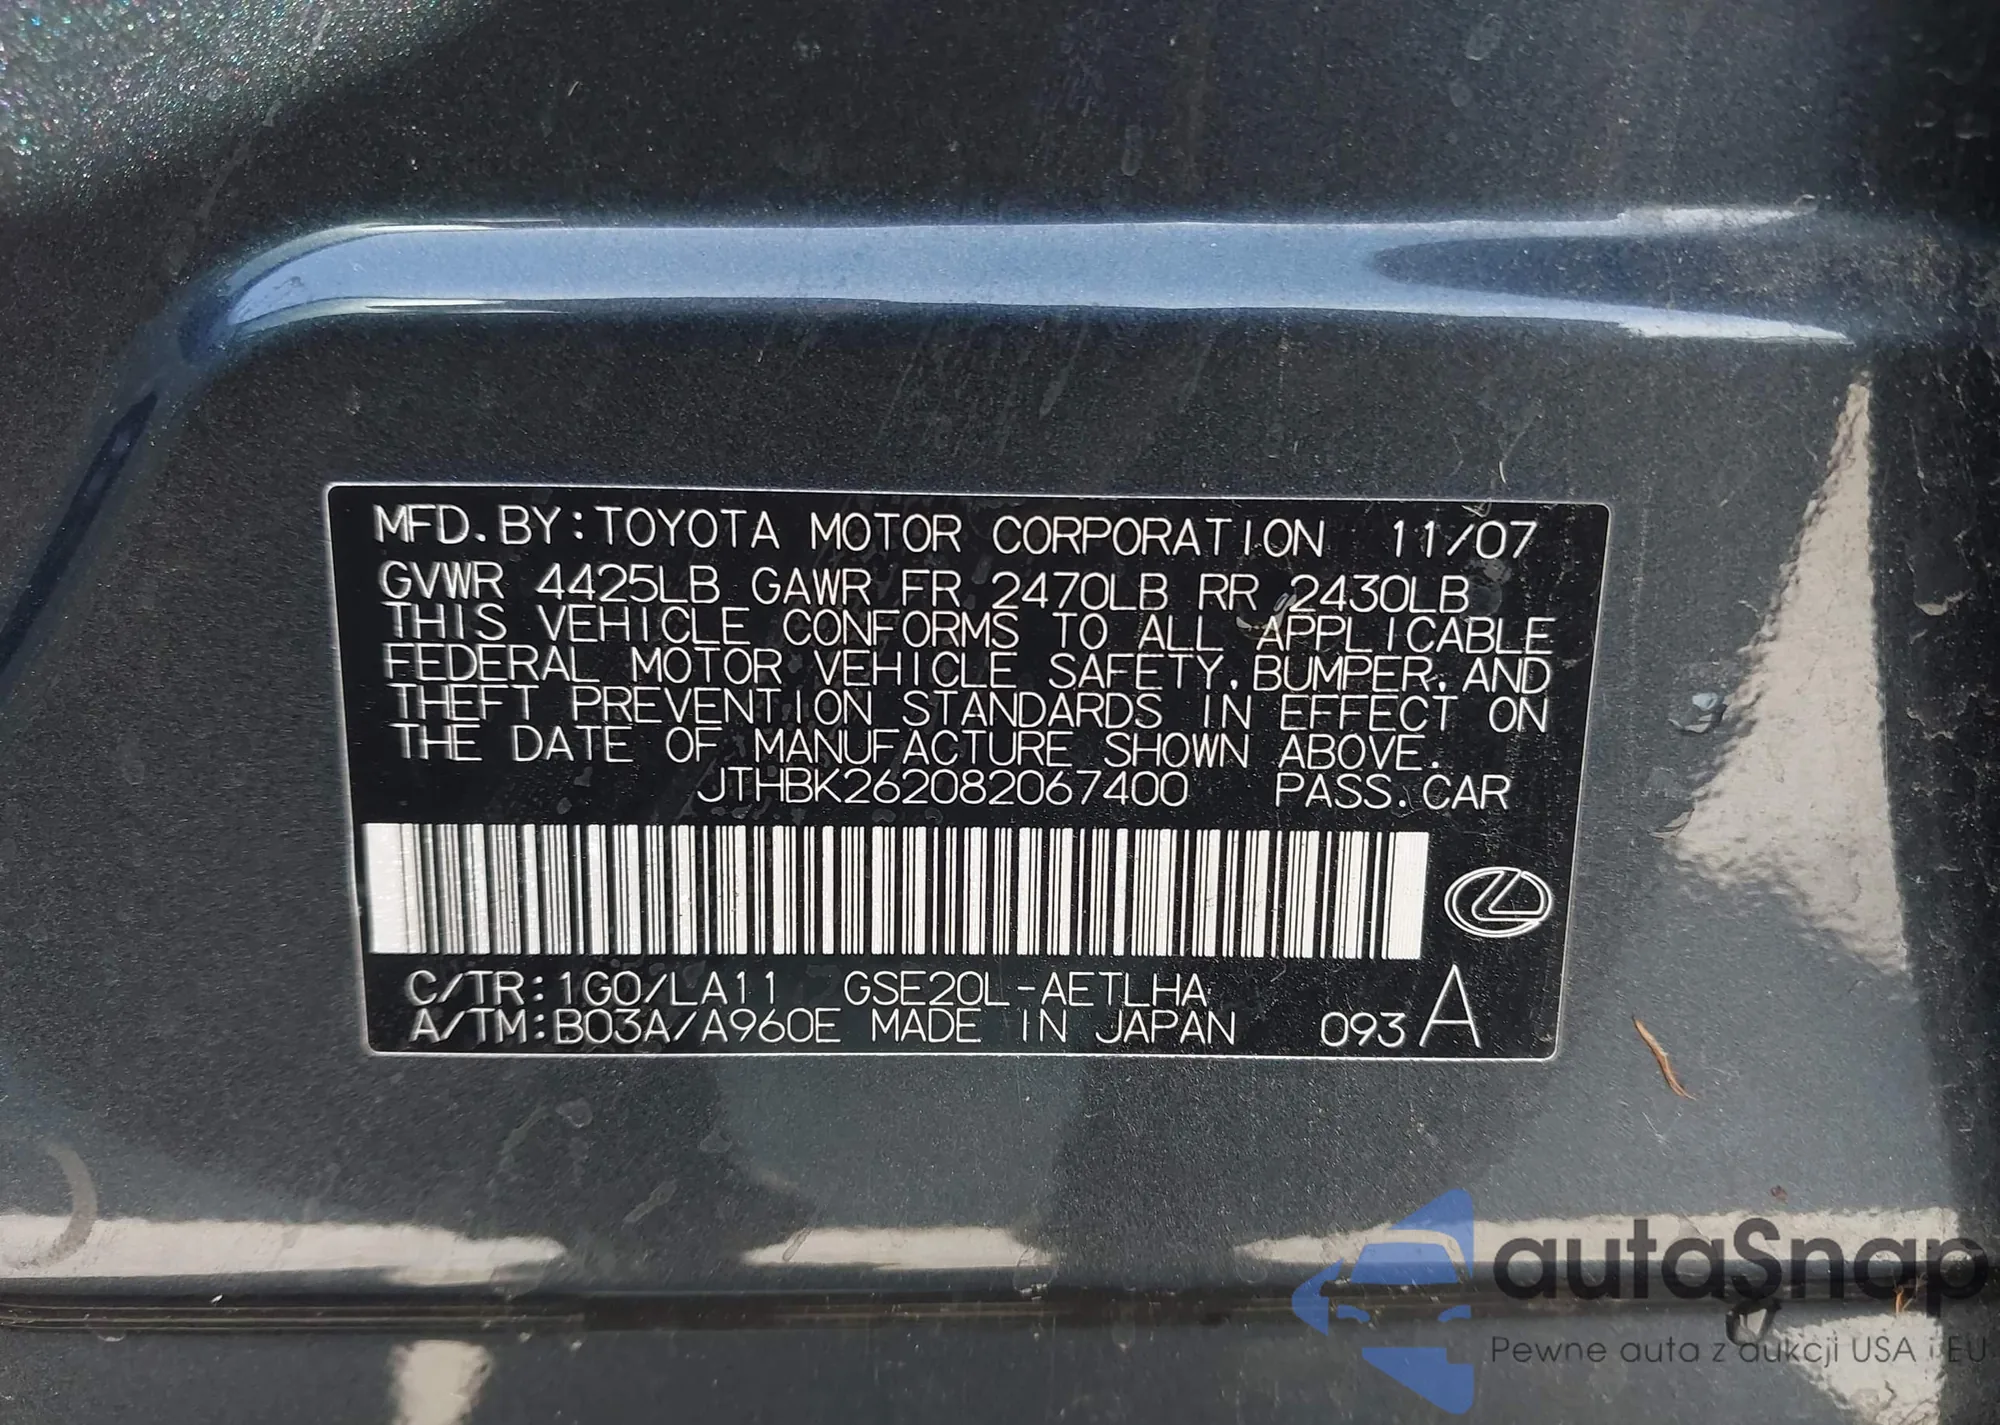 MFD. BY: TOYOTA MOTOR CORPORATION 11/07
GVWR 4425LB GAWR FR 2470LB RR 2430LB
THIS VEHICLE CONFORMS TO ALL APPLICABLE
FEDERAL MOTOR VEHICLE SAFETY, BUMPER, AND
THEFT PREVENTION STANDARDS IN EFFECT ON
THE DATE OF MANUFACTURE SHOWN ABOVE.
JTHBK262082067400 PASS. CAR
C/TR: 1G0/LA11 GSE20L-AETLHA
A/TM: B03A/A960E MADE IN JAPAN 093 A
autaSnap
Pewne auta z aukcji USA i EU